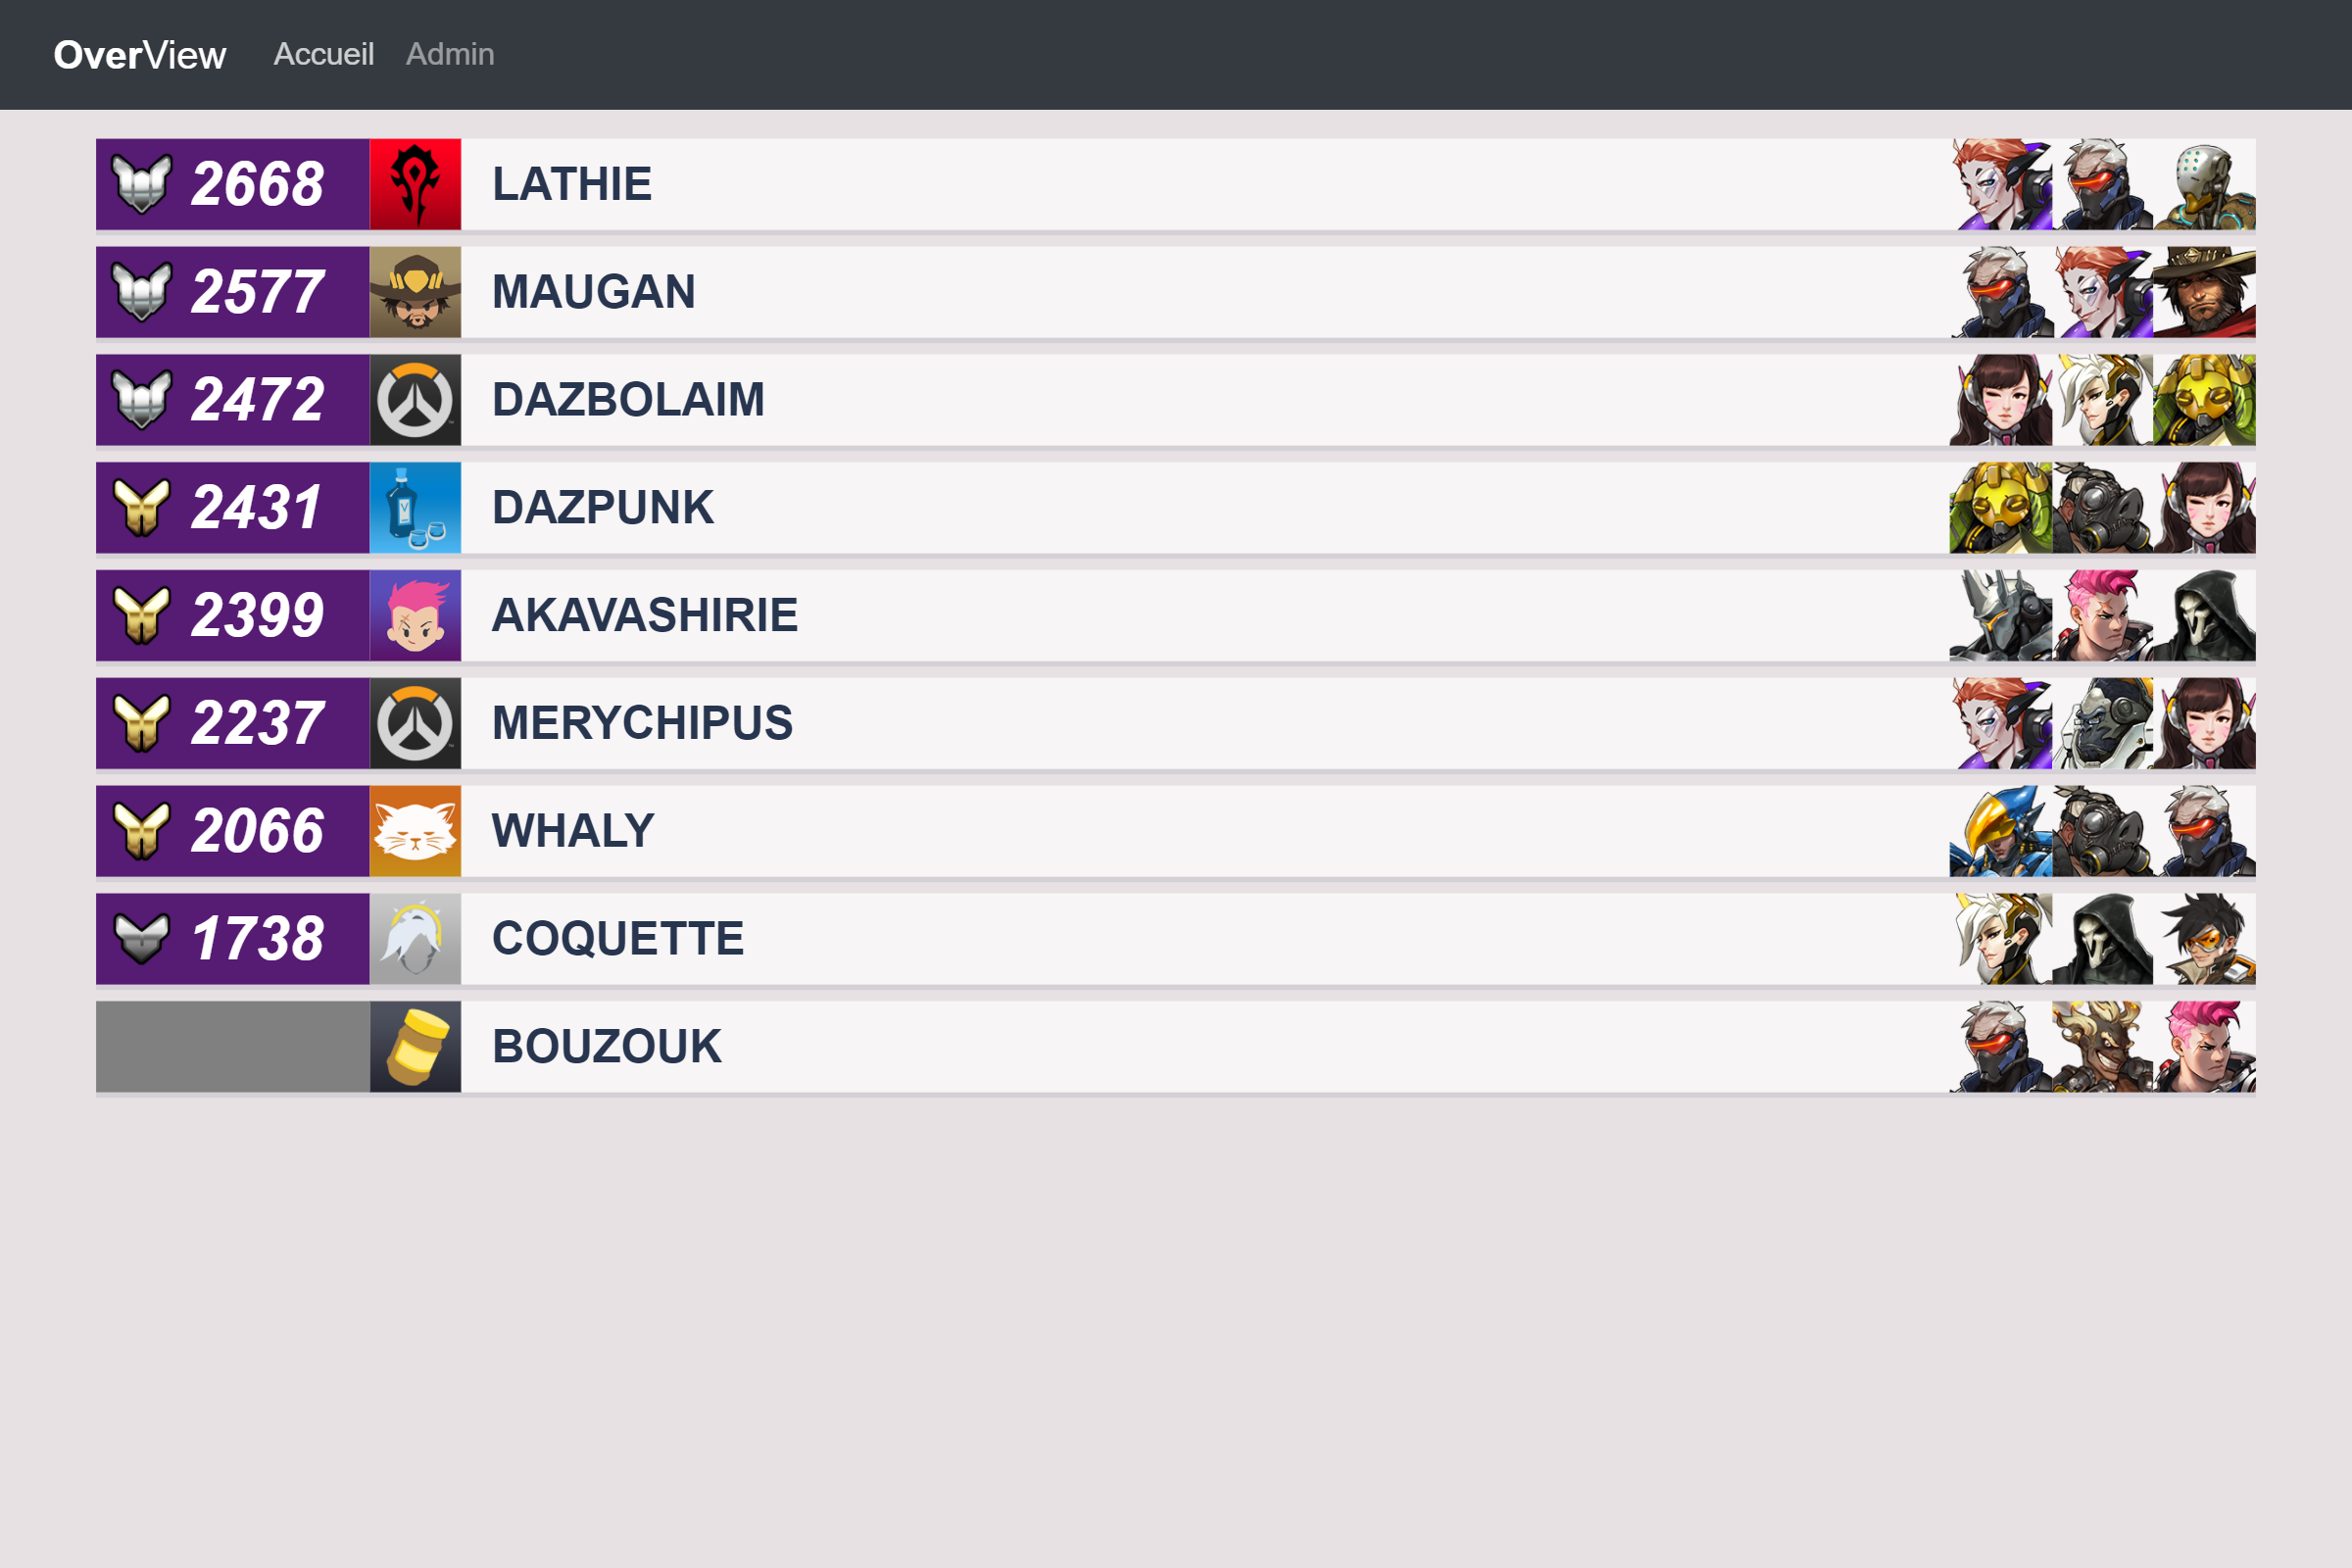 OverView Accueil Admin
2668 LATHIE
2577 MAUGAN
2472 DAZBOLAIM
2431 DAZPUNK
2399 AKAVASHIRIE
2237 MERYCHIPUS
2066 WHALY
1738 COQUETTE
BOUZOUK